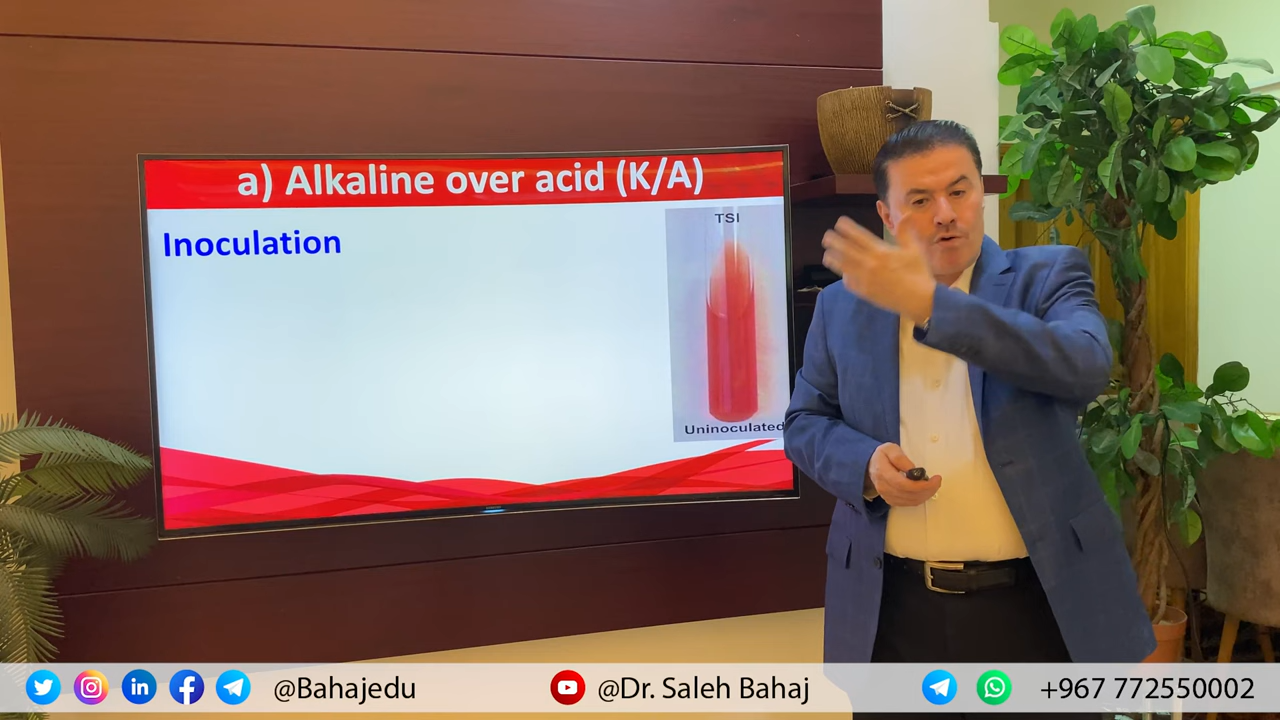 a) Alkaline over acid (K/A)
Inoculation
TSI
Uninoculated
@Bahajedu
@Dr. Saleh Bahaj
+967 772550002